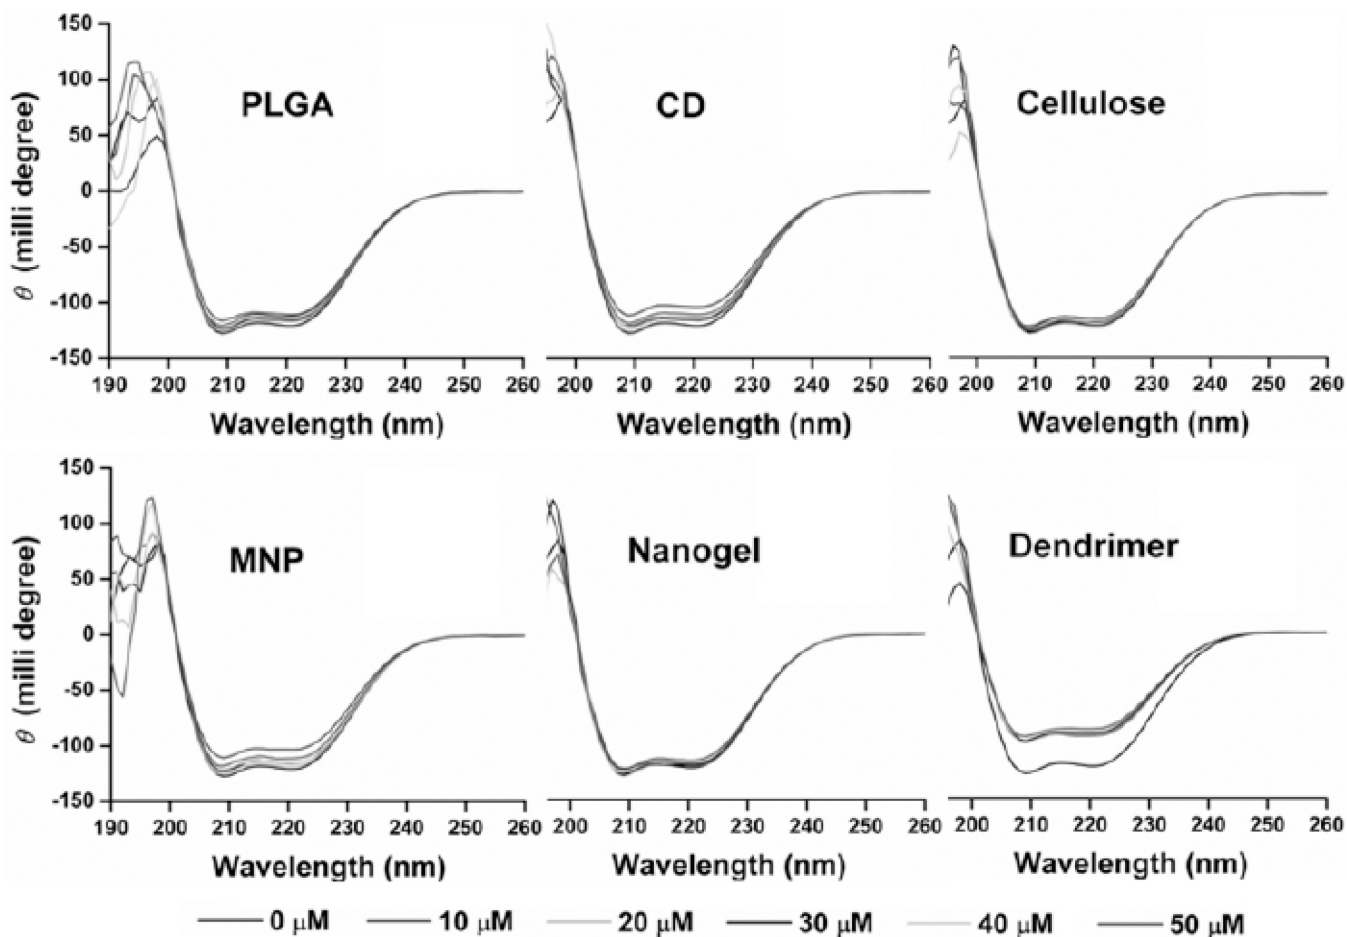 150
100
50
0
-50
-100
-150
θ (milli degree)
PLGA
190 200 210 220 230 240 250 260
Wavelength (nm)
CD
200 210 220 230 240 250 260
Wavelength (nm)
Cellulose
200 210 220 230 240 250 260
Wavelength (nm)
150
100
50
0
-50
-100
-150
θ (milli degree)
MNP
190 200 210 220 230 240 250 260
Wavelength (nm)
Nanogel
200 210 220 230 240 250 260
Wavelength (nm)
Dendrimer
200 210 220 230 240 250 260
Wavelength (nm)
0 μM 10 μM 20 μM 30 μM 40 μM 50 μM